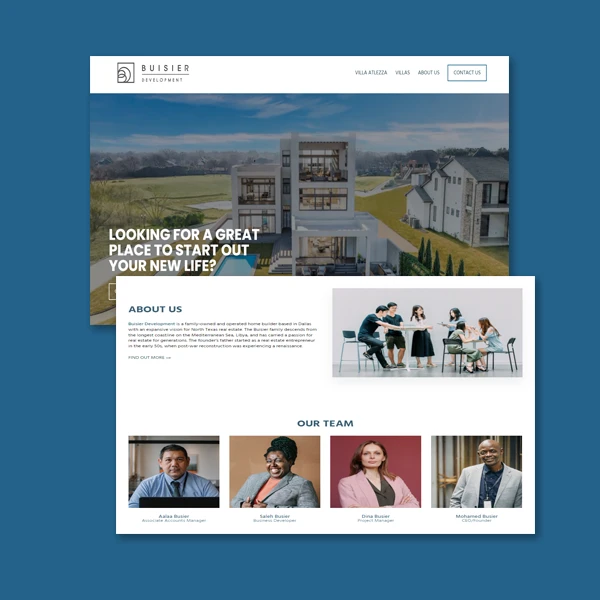 BUISIER
DEVELOPMENT
VILLA ATLEZZA VILLAS ABOUT US CONTACT US
LOOKING FOR A GREAT
PLACE TO START OUT
YOUR NEW LIFE?
ABOUT US
Buisier Development is a family-owned and operated home builder based in Dallas
with an expansive vision for North Texas real estate. The Buisier family descends from
the longest coastline on the Mediterranean Sea, Libya, and has carried a passion for
real estate for generations. The founder's father started as a real estate entrepreneur
in the early 50s, when post-war reconstruction was experiencing a renaissance.
FIND OUT MORE
OUR TEAM
Aalaa Busier Saleh Busier Dina Busier Mohamed Busier
Associate Accounts Manager Business Developer Project Manager CEO/Founder